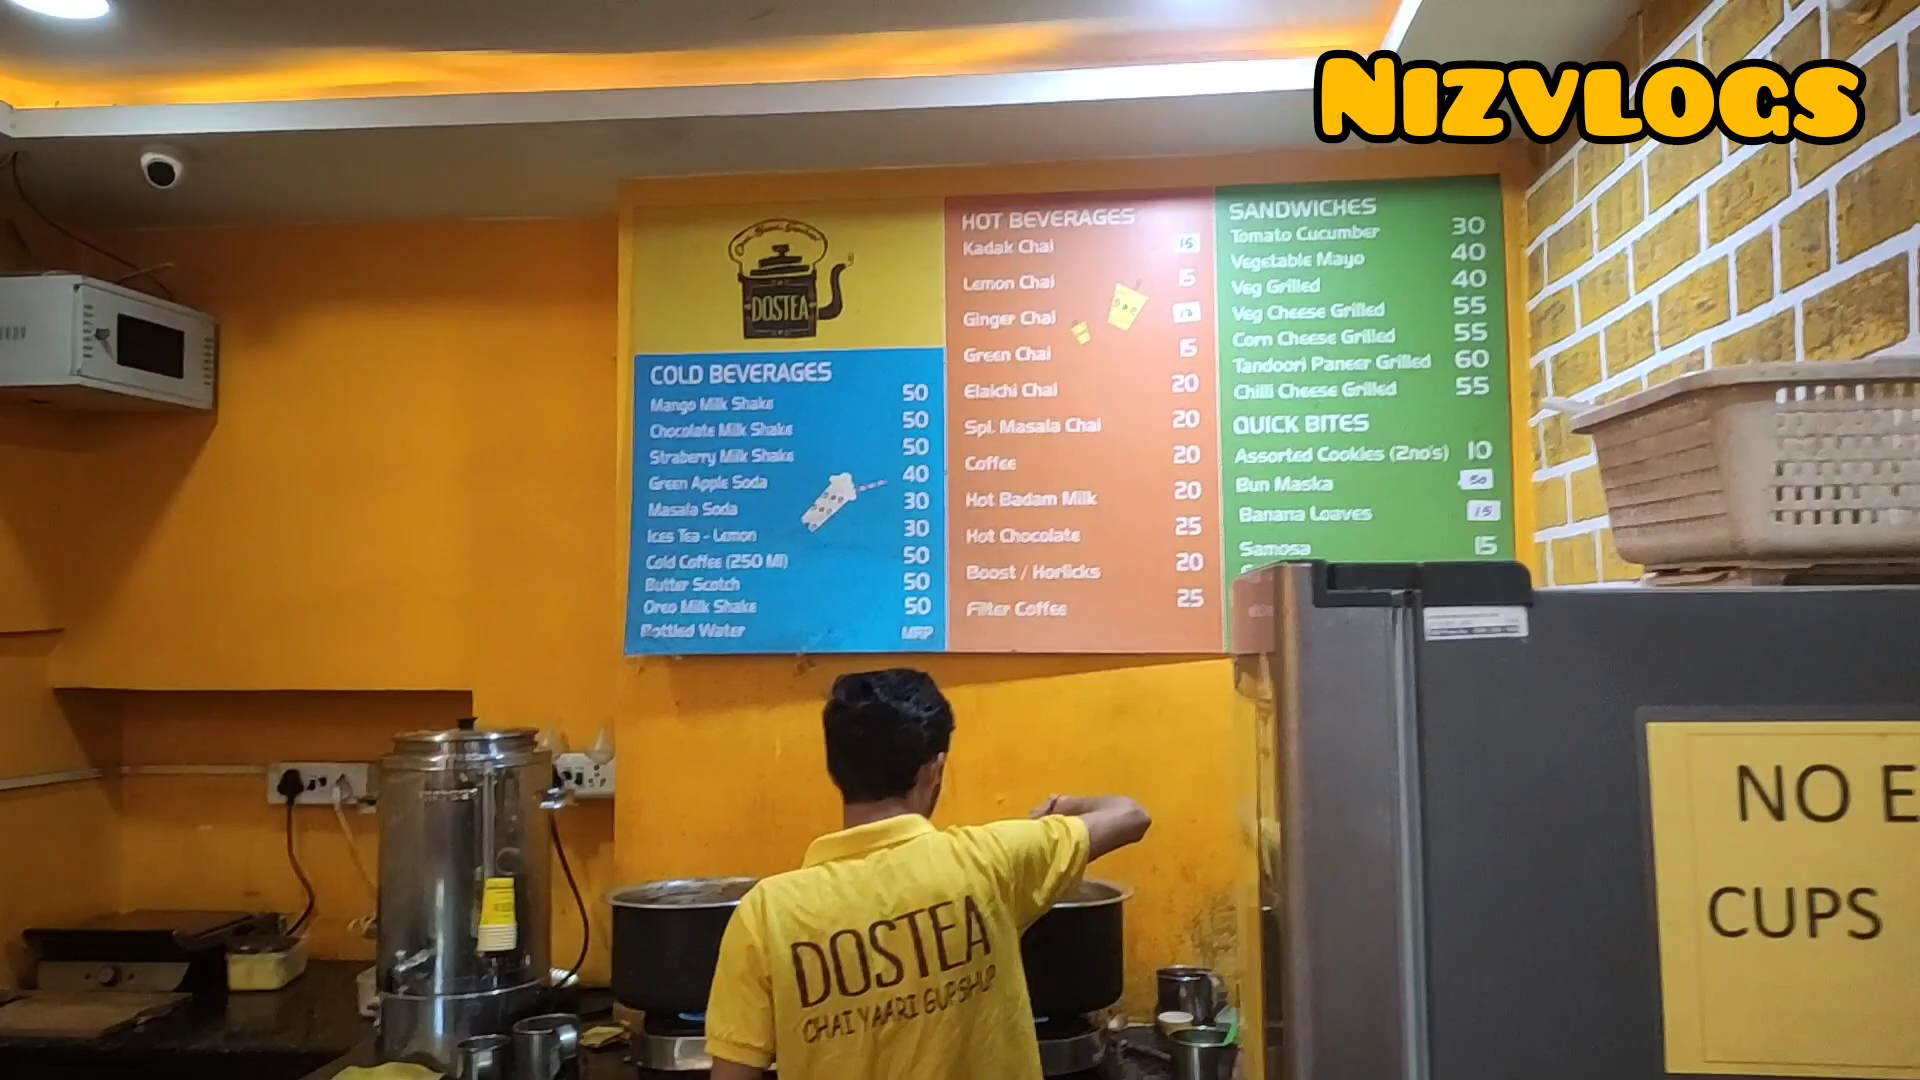 NIZVLOGS
DOSTEA
COLD BEVERAGES
Mango Milk Shake 50
Chocolate Milk Shake 50
Straberry Milk Shake 50
Green Apple Soda 40
Masala Soda 30
Ices Tea - Lemon 30
Cold Coffee (250 Ml) 50
Butter Scotch 50
Oreo Milk Shake 50
Bottled Water MRP
HOT BEVERAGES
Kadak Chai 15
Lemon Chai 15
Ginger Chai
Green Chai 15
Elaichi Chai 20
Spl. Masala Chai 20
Coffee 20
Hot Badam Milk 20
Hot Chocolate 25
Boost / Horlicks 20
Filter Coffee 25
SANDWICHES
Tomato Cucumber 30
Vegetable Mayo 40
Veg Grilled 40
Veg Cheese Grilled 55
Corn Cheese Grilled 55
Tandoori Paneer Grilled 60
Chilli Cheese Grilled 55
QUICK BITES
Assorted Cookies (2no's) 10
Bun Maska 50
Banana Loaves 15
Samosa 15
DOSTEA
CHAI YAARI GUPSHUP
NO E
CUPS